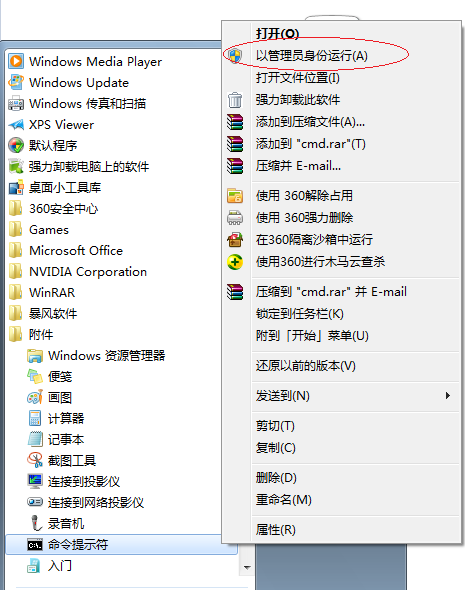 Windows Media Player
Windows Update
Windows 传真和扫描
XPS Viewer
默认程序
强力卸载电脑上的软件
桌面小工具库
360安全中心
Games
Microsoft Office
NVIDIA Corporation
WinRAR
暴风软件
附件
Windows 资源管理器
便笺
画图
计算器
记事本
截图工具
连接到投影仪
连接到网络投影仪
录音机
命令提示符
入门
打开(O)
以管理员身份运行(A)
打开文件位置(I)
强力卸载此软件
添加到压缩文件(A)...
添加到 "cmd.rar"(T)
压缩并 E-mail...
使用 360解除占用
使用 360强力删除
在360隔离沙箱中运行
使用360进行木马云查杀
压缩到 "cmd.rar" 并 E-mail
锁定到任务栏(K)
附到「开始」菜单(U)
还原以前的版本(V)
发送到(N)
剪切(T)
复制(C)
删除(D)
重命名(M)
属性(R)